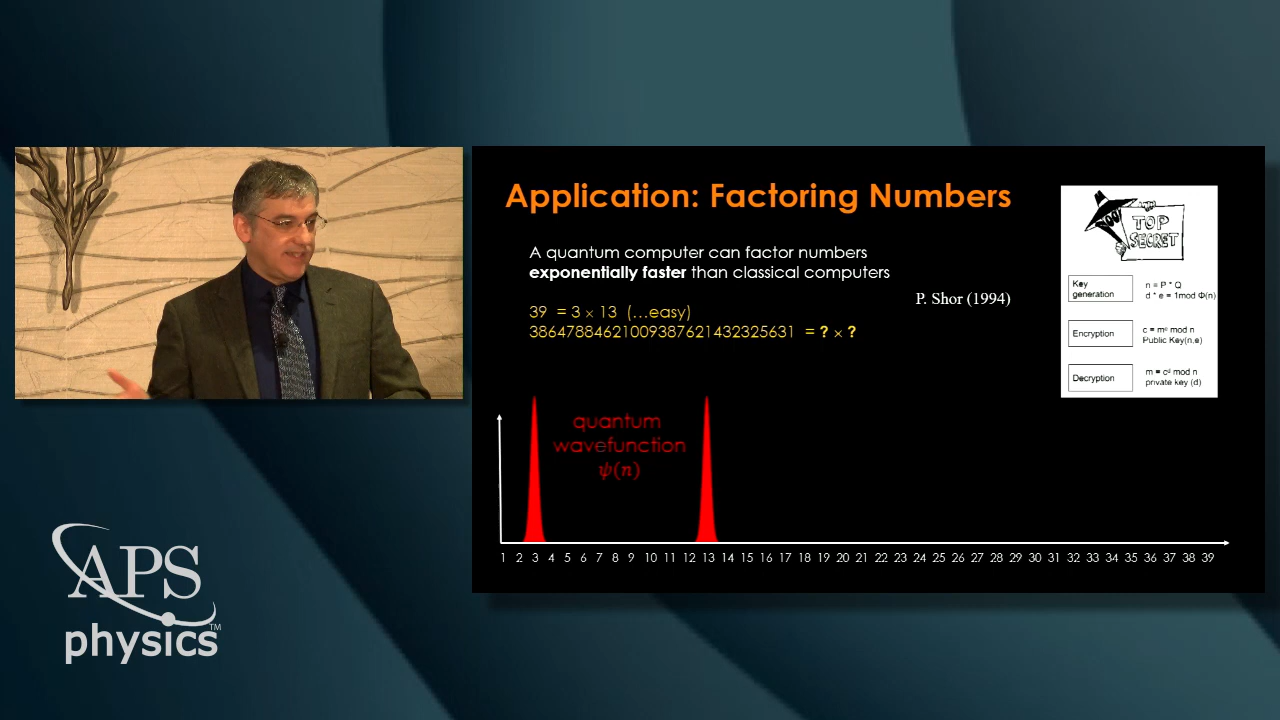 Application: Factoring Numbers
A quantum computer can factor numbers
exponentially faster than classical computers
P. Shor (1994)
39 = 3 × 13 (...easy)
38647884621009387621432325631 = ? × ?
TOP
SECRET
Key
generation
n = P * Q
d * e = 1mod Φ(n)
Encryption
c = mᵉ mod n
Public Key(n,e)
Decryption
m = cᵈ mod n
private key (d)
quantum
wavefunction
ψ(n)
1 2 3 4 5 6 7 8 9 10 11 12 13 14 15 16 17 18 19 20 21 22 23 24 25 26 27 28 29 30 31 32 33 34 35 36 37 38 39
APS
physics™